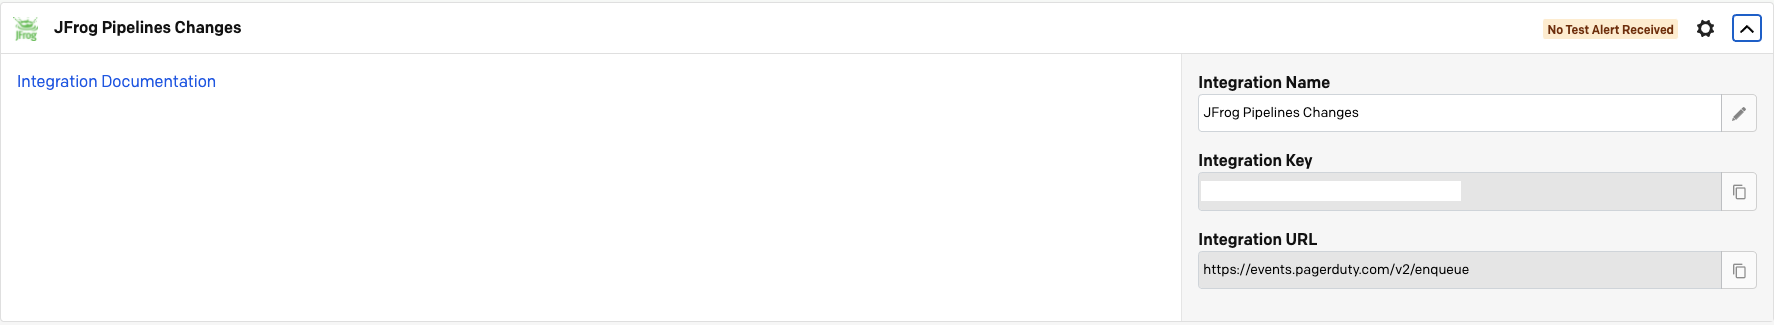 JFrog
JFrog Pipelines Changes
No Test Alert Received
Integration Documentation
Integration Name
JFrog Pipelines Changes
Integration Key
Integration URL
https://events.pagerduty.com/v2/enqueue